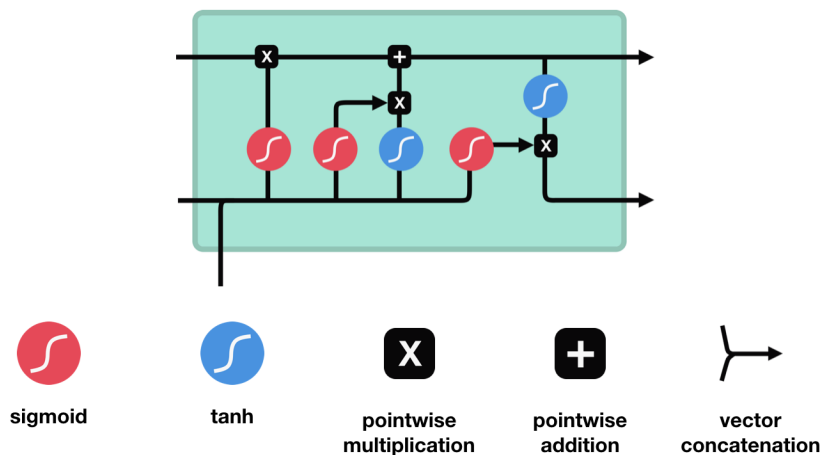 X
+
X
X
X
+
sigmoid
tanh
pointwise
multiplication
pointwise
addition
vector
concatenation